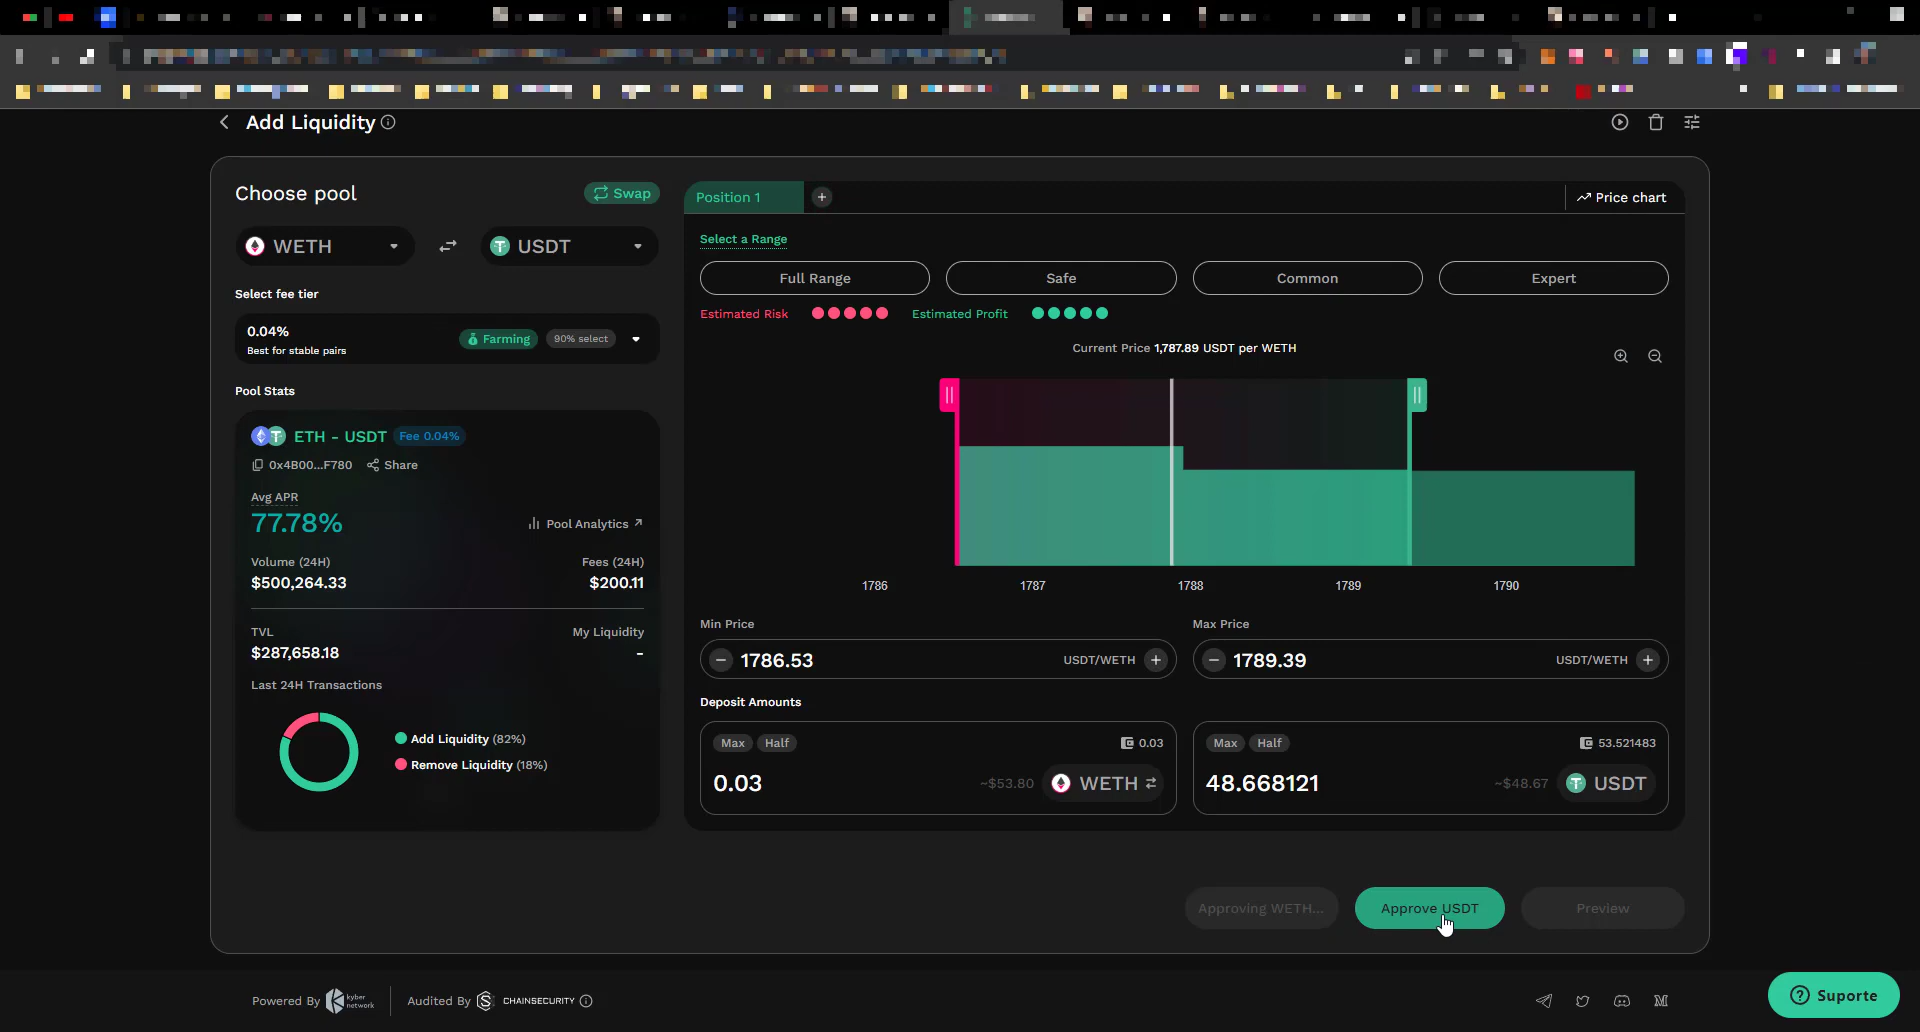 Add Liquidity
Choose pool
Swap
WETH
USDT
Select fee tier
0.04%
Best for stable pairs
Farming
90% select
Pool Stats
ETH - USDT
Fee 0.04%
0x4B00...F780
Share
Avg APR
77.78%
Pool Analytics
Volume (24H)
Fees (24H)
$500,264.33
$200.11
TVL
My Liquidity
$287,658.18
-
Last 24H Transactions
Add Liquidity (82%)
Remove Liquidity (18%)
Position 1
Price chart
Select a Range
Full Range
Safe
Common
Expert
Estimated Risk
Estimated Profit
Current Price 1,787.89 USDT per WETH
1786 1787 1788 1789 1790
Min Price
Max Price
1786.53
USDT/WETH
1789.39
USDT/WETH
Deposit Amounts
Max
Half
0.03
0.03
~$53.80
WETH
Max
Half
53.521483
48.668121
~$48.67
USDT
Approving WETH...
Approve USDT
Preview
Powered By
kyber network
Audited By
CHAINSECURITY
Suporte